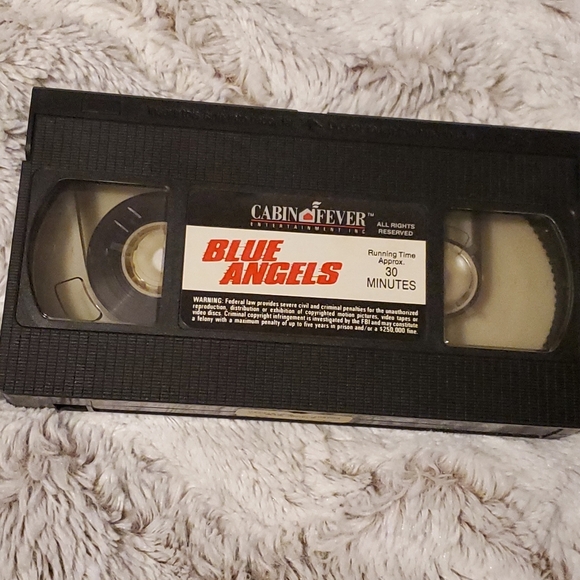 CABIN FEVER™
ENTERTAINMENT INC
ALL RIGHTS
RESERVED
BLUE
ANGELS
Running Time
Approx.
30
MINUTES
WARNING: Federal law provides severe civil and criminal penalties for the unauthorized
reproduction, distribution or exhibition of copyrighted motion pictures, video tapes or
video discs. Criminal copyright infringement is investigated by the FBI and may constitute
a felony with a maximum penalty of up to five years in prison and/or a $250,000 fine.